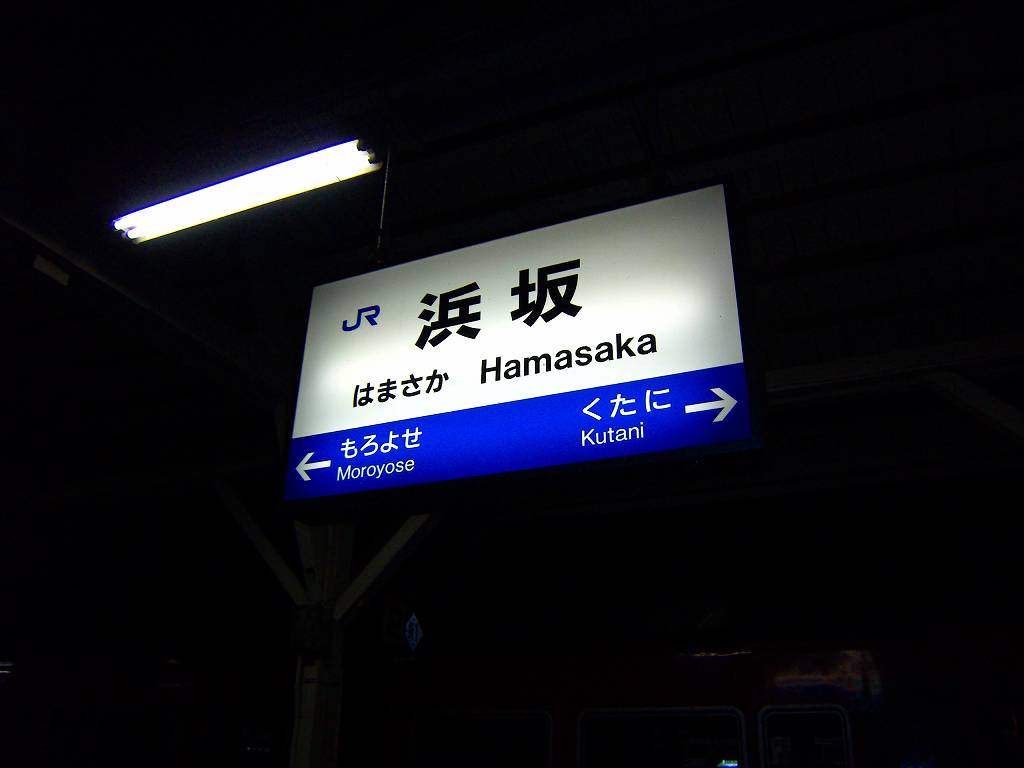 JR 浜坂
はまさか Hamasaka
← もろよせ
Moroyose
くたに →
Kutani